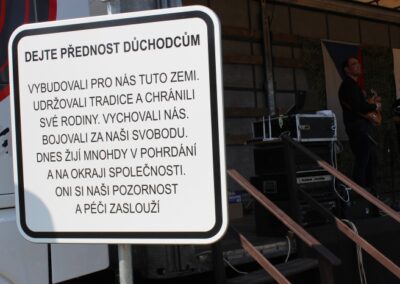 DEJTE PŘEDNOST DŮCHODCŮM
VYBUDOVALI PRO NÁS TUTO ZEMI.
UDRŽOVALI TRADICE A CHRÁNILI
SVÉ RODINY. VYCHOVALI NÁS.
BOJOVALI ZA NAŠI SVOBODU.
DNES ŽIJÍ MNOHDY V POHRDÁNÍ
A NA OKRAJI SPOLEČNOSTI.
ONI SI NAŠI POZORNOST
A PÉČI ZASLOUŽÍ